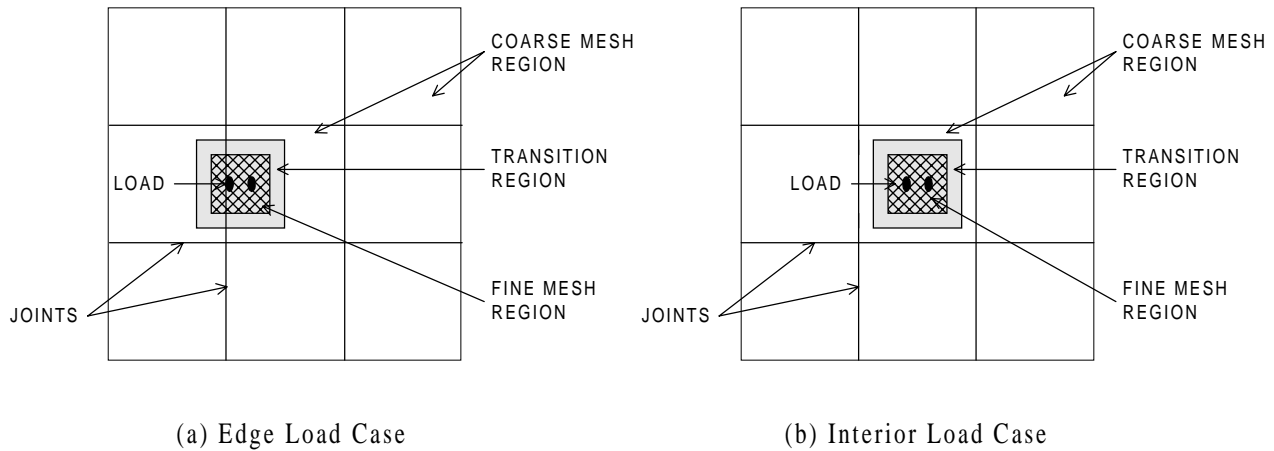 COARSE MESH
REGION
TRANSITION
REGION
LOAD
FINE MESH
REGION
JOINTS
(a) Edge Load Case
COARSE MESH
REGION
TRANSITION
REGION
LOAD
FINE MESH
REGION
JOINTS
(b) Interior Load Case